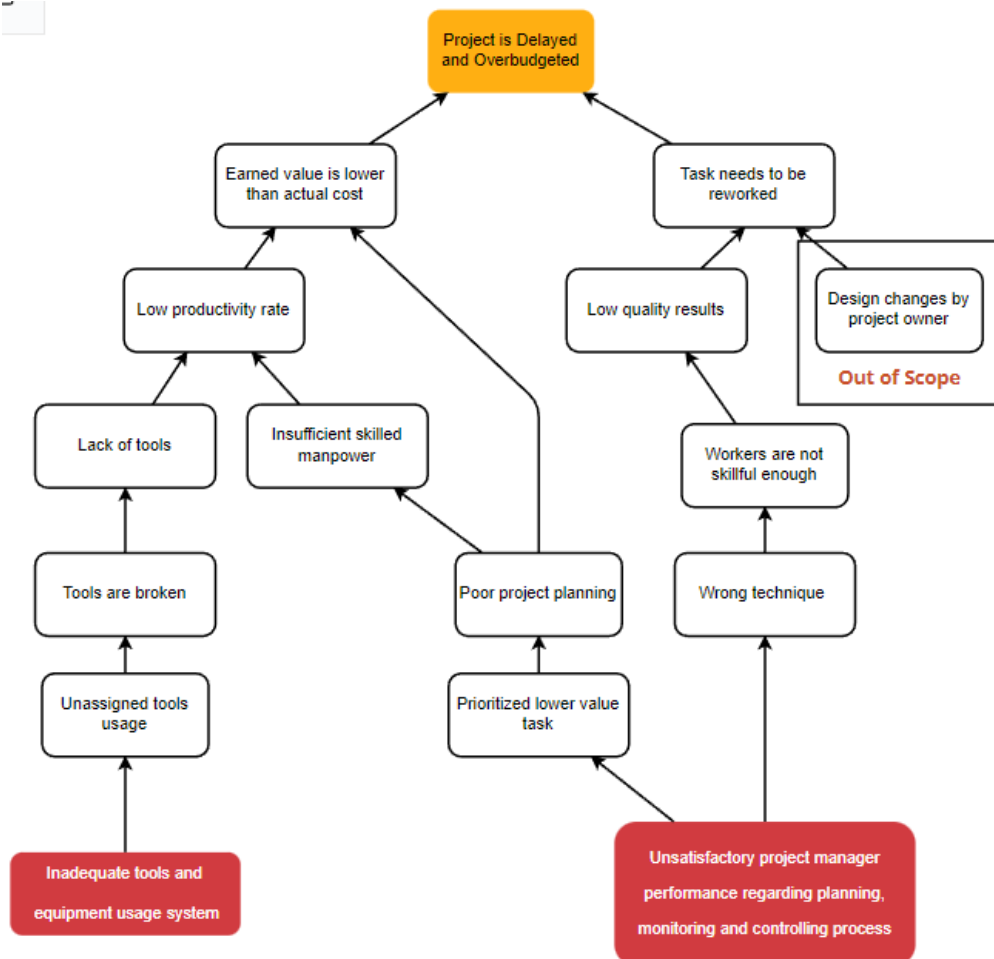 Project is Delayed
and Overbudgeted
Earned value is lower
than actual cost
Task needs to be
reworked
Low productivity rate
Low quality results
Design changes by
project owner
Out of Scope
Lack of tools
Insufficient skilled
manpower
Workers are not
skillful enough
Tools are broken
Poor project planning
Wrong technique
Unassigned tools
usage
Prioritized lower value
task
Inadequate tools and
equipment usage system
Unsatisfactory project manager
performance regarding planning,
monitoring and controlling process